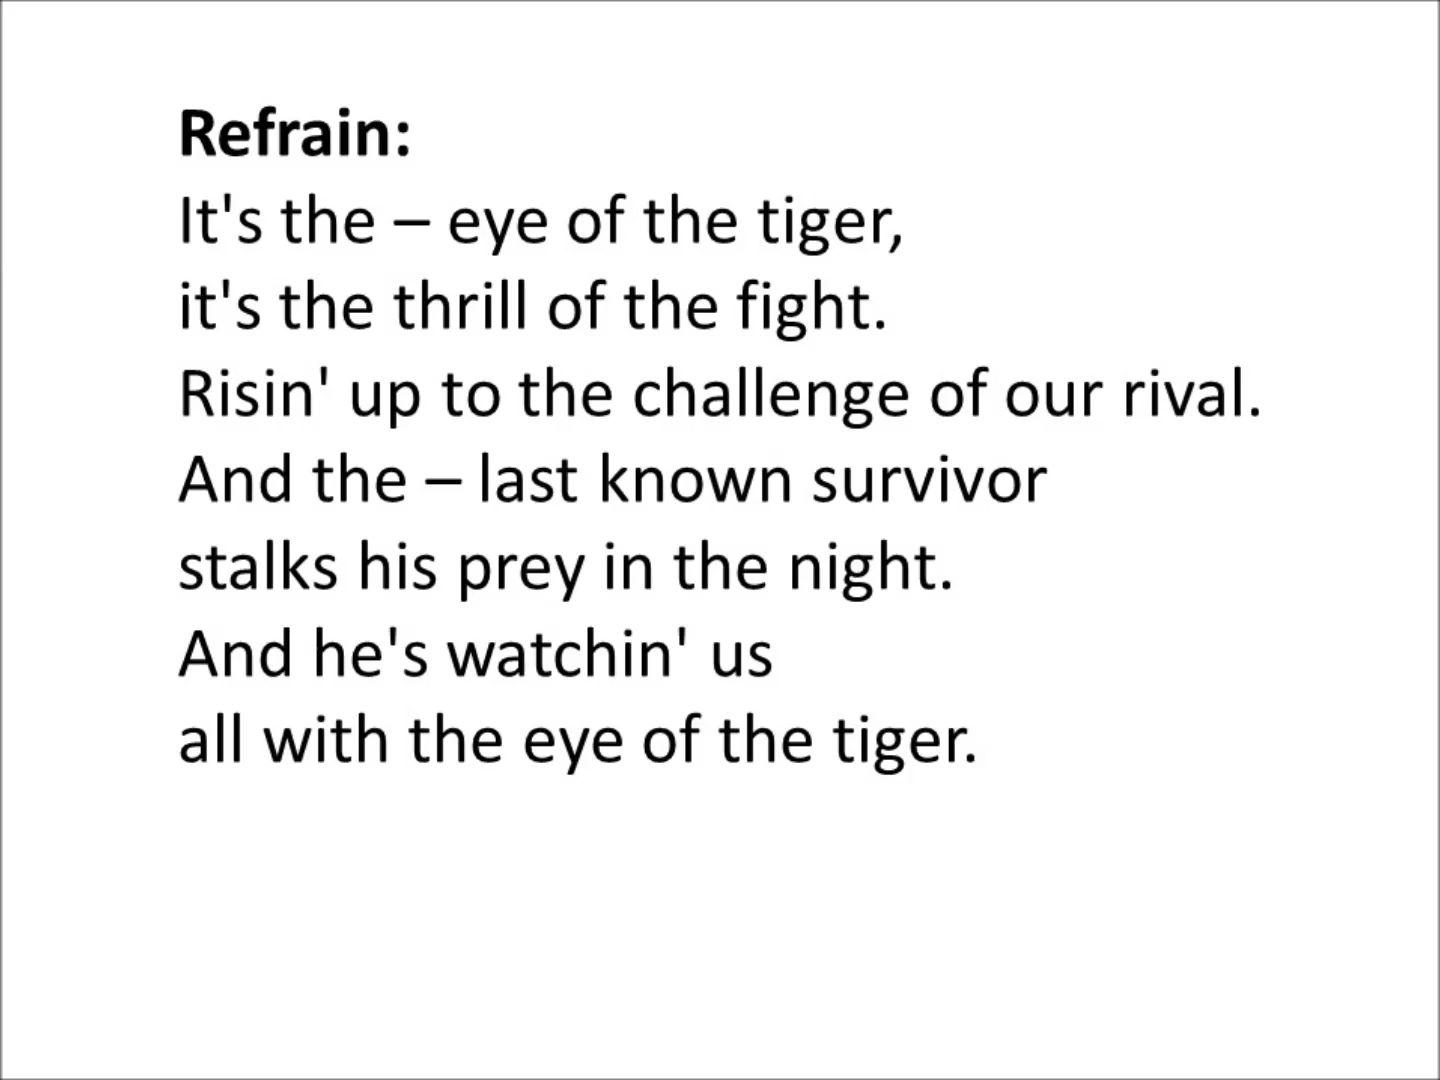 Refrain:
It's the – eye of the tiger,
it's the thrill of the fight.
Risin' up to the challenge of our rival.
And the – last known survivor
stalks his prey in the night.
And he's watchin' us
all with the eye of the tiger.